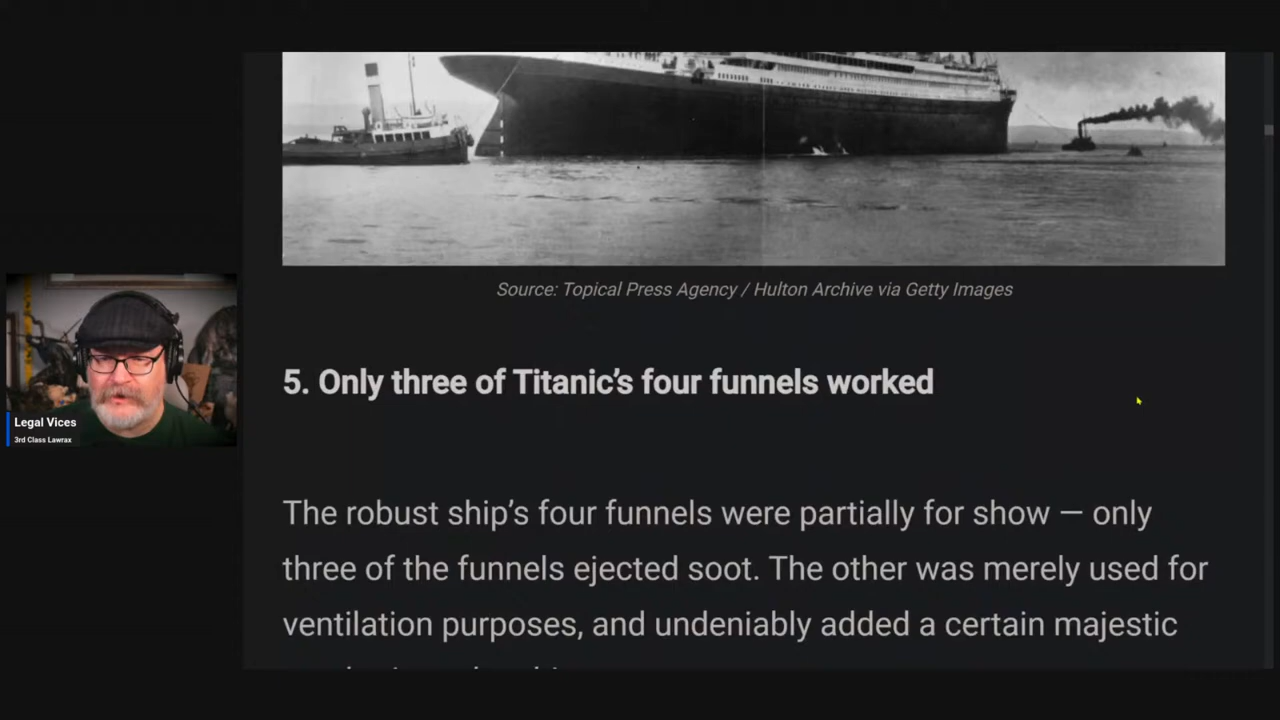 Source: Topical Press Agency / Hulton Archive via Getty Images
5. Only three of Titanic's four funnels worked
Legal Vices
3rd Class Lawrax
The robust ship's four funnels were partially for show — only
three of the funnels ejected soot. The other was merely used for
ventilation purposes, and undeniably added a certain majestic